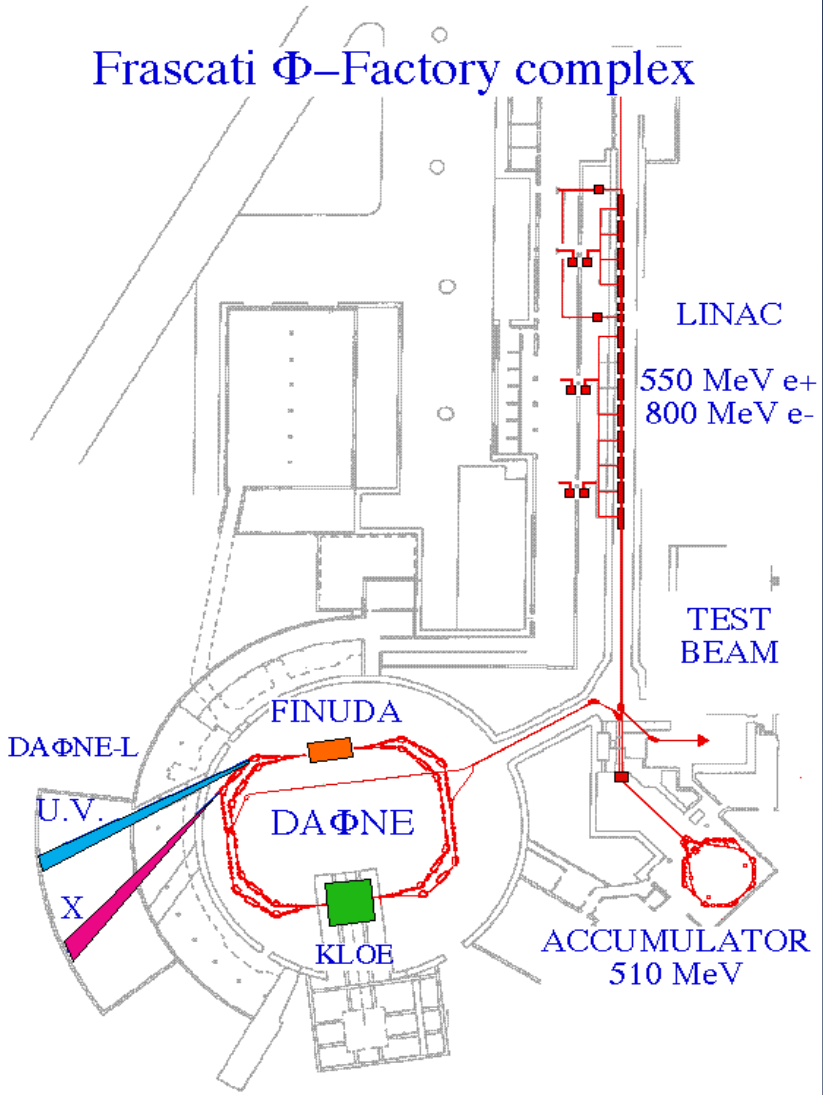 Frascati Φ–Factory complex
LINAC
550 MeV e+
800 MeV e-
TEST
BEAM
FINUDA
DAΦNE-L
U.V.
DAΦNE
X
KLOE
ACCUMULATOR
510 MeV